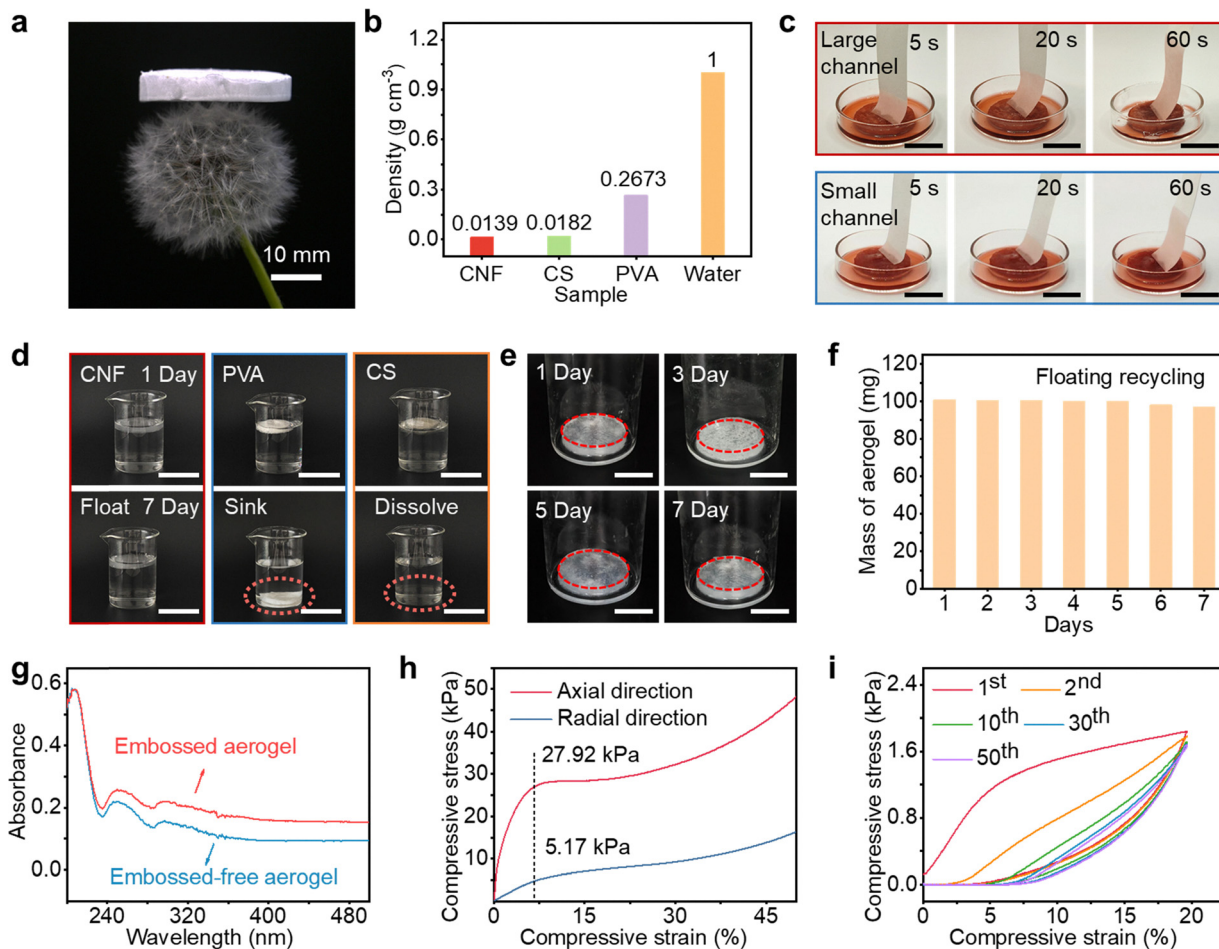 a
10 mm
b
Density (g cm-3)
1.2
0.9
0.6
0.3
0.0
0.0139
0.0182
0.2673
1
CNF
CS
PVA
Water
Sample
c
Large channel
5 s
20 s
60 s
Small channel
5 s
20 s
60 s
d
CNF 1 Day
PVA
CS
Float 7 Day
Sink
Dissolve
e
1 Day
3 Day
5 Day
7 Day
f
Mass of aerogel (mg)
120
100
80
60
40
20
0
Floating recycling
1 2 3 4 5 6 7
Days
g
Absorbance
0.6
0.4
0.2
0.0
Embossed aerogel
Embossed-free aerogel
240 320 400 480
Wavelength (nm)
h
Compressive stress (kPa)
50
40
30
20
10
Axial direction
Radial direction
27.92 kPa
5.17 kPa
0 15 30 45
Compressive strain (%)
i
Compressive stress (kPa)
2.4
1.6
0.8
0.0
1st
2nd
10th
30th
50th
0 5 10 15 20
Compressive strain (%)